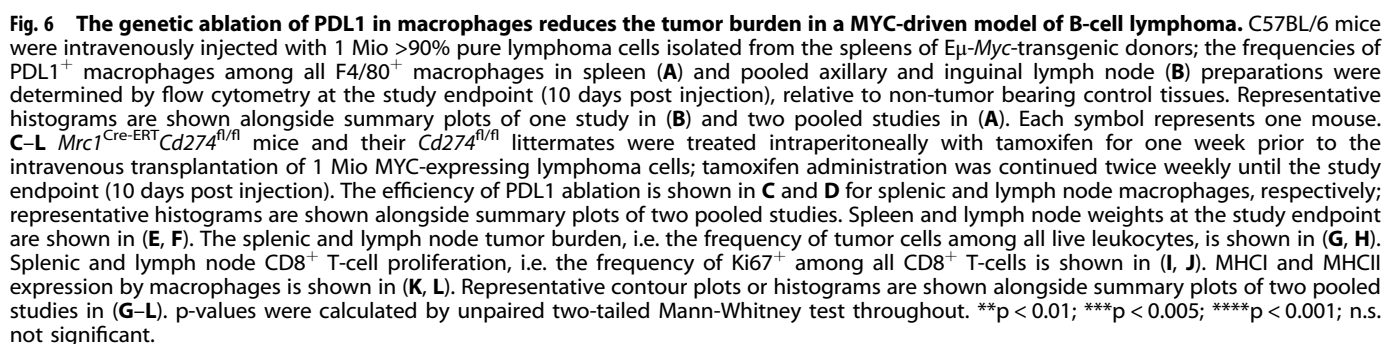 Fig. 6 The genetic ablation of PDL1 in macrophages reduces the tumor burden in a MYC-driven model of B-cell lymphoma. C57BL/6 mice
were intravenously injected with 1 Mio >90% pure lymphoma cells isolated from the spleens of Eμ-Myc-transgenic donors; the frequencies of
PDL1⁺ macrophages among all F4/80⁺ macrophages in spleen (A) and pooled axillary and inguinal lymph node (B) preparations were
determined by flow cytometry at the study endpoint (10 days post injection), relative to non-tumor bearing control tissues. Representative
histograms are shown alongside summary plots of one study in (B) and two pooled studies in (A). Each symbol represents one mouse.
C–L Mrc1ᶜʳᵉ⁻ᴱᴿᵀCd274ᶠˡ/ᶠˡ mice and their Cd274ᶠˡ/ᶠˡ littermates were treated intraperitoneally with tamoxifen for one week prior to the
intravenous transplantation of 1 Mio MYC-expressing lymphoma cells; tamoxifen administration was continued twice weekly until the study
endpoint (10 days post injection). The efficiency of PDL1 ablation is shown in C and D for splenic and lymph node macrophages, respectively;
representative histograms are shown alongside summary plots of two pooled studies. Spleen and lymph node weights at the study endpoint
are shown in (E, F). The splenic and lymph node tumor burden, i.e. the frequency of tumor cells among all live leukocytes, is shown in (G, H).
Splenic and lymph node CD8⁺ T-cell proliferation, i.e. the frequency of Ki67⁺ among all CD8⁺ T-cells is shown in (I, J). MHCI and MHCII
expression by macrophages is shown in (K, L). Representative contour plots or histograms are shown alongside summary plots of two pooled
studies in (G–L). p-values were calculated by unpaired two-tailed Mann-Whitney test throughout. **p < 0.01; ***p < 0.005; ****p < 0.001; n.s.
not significant.